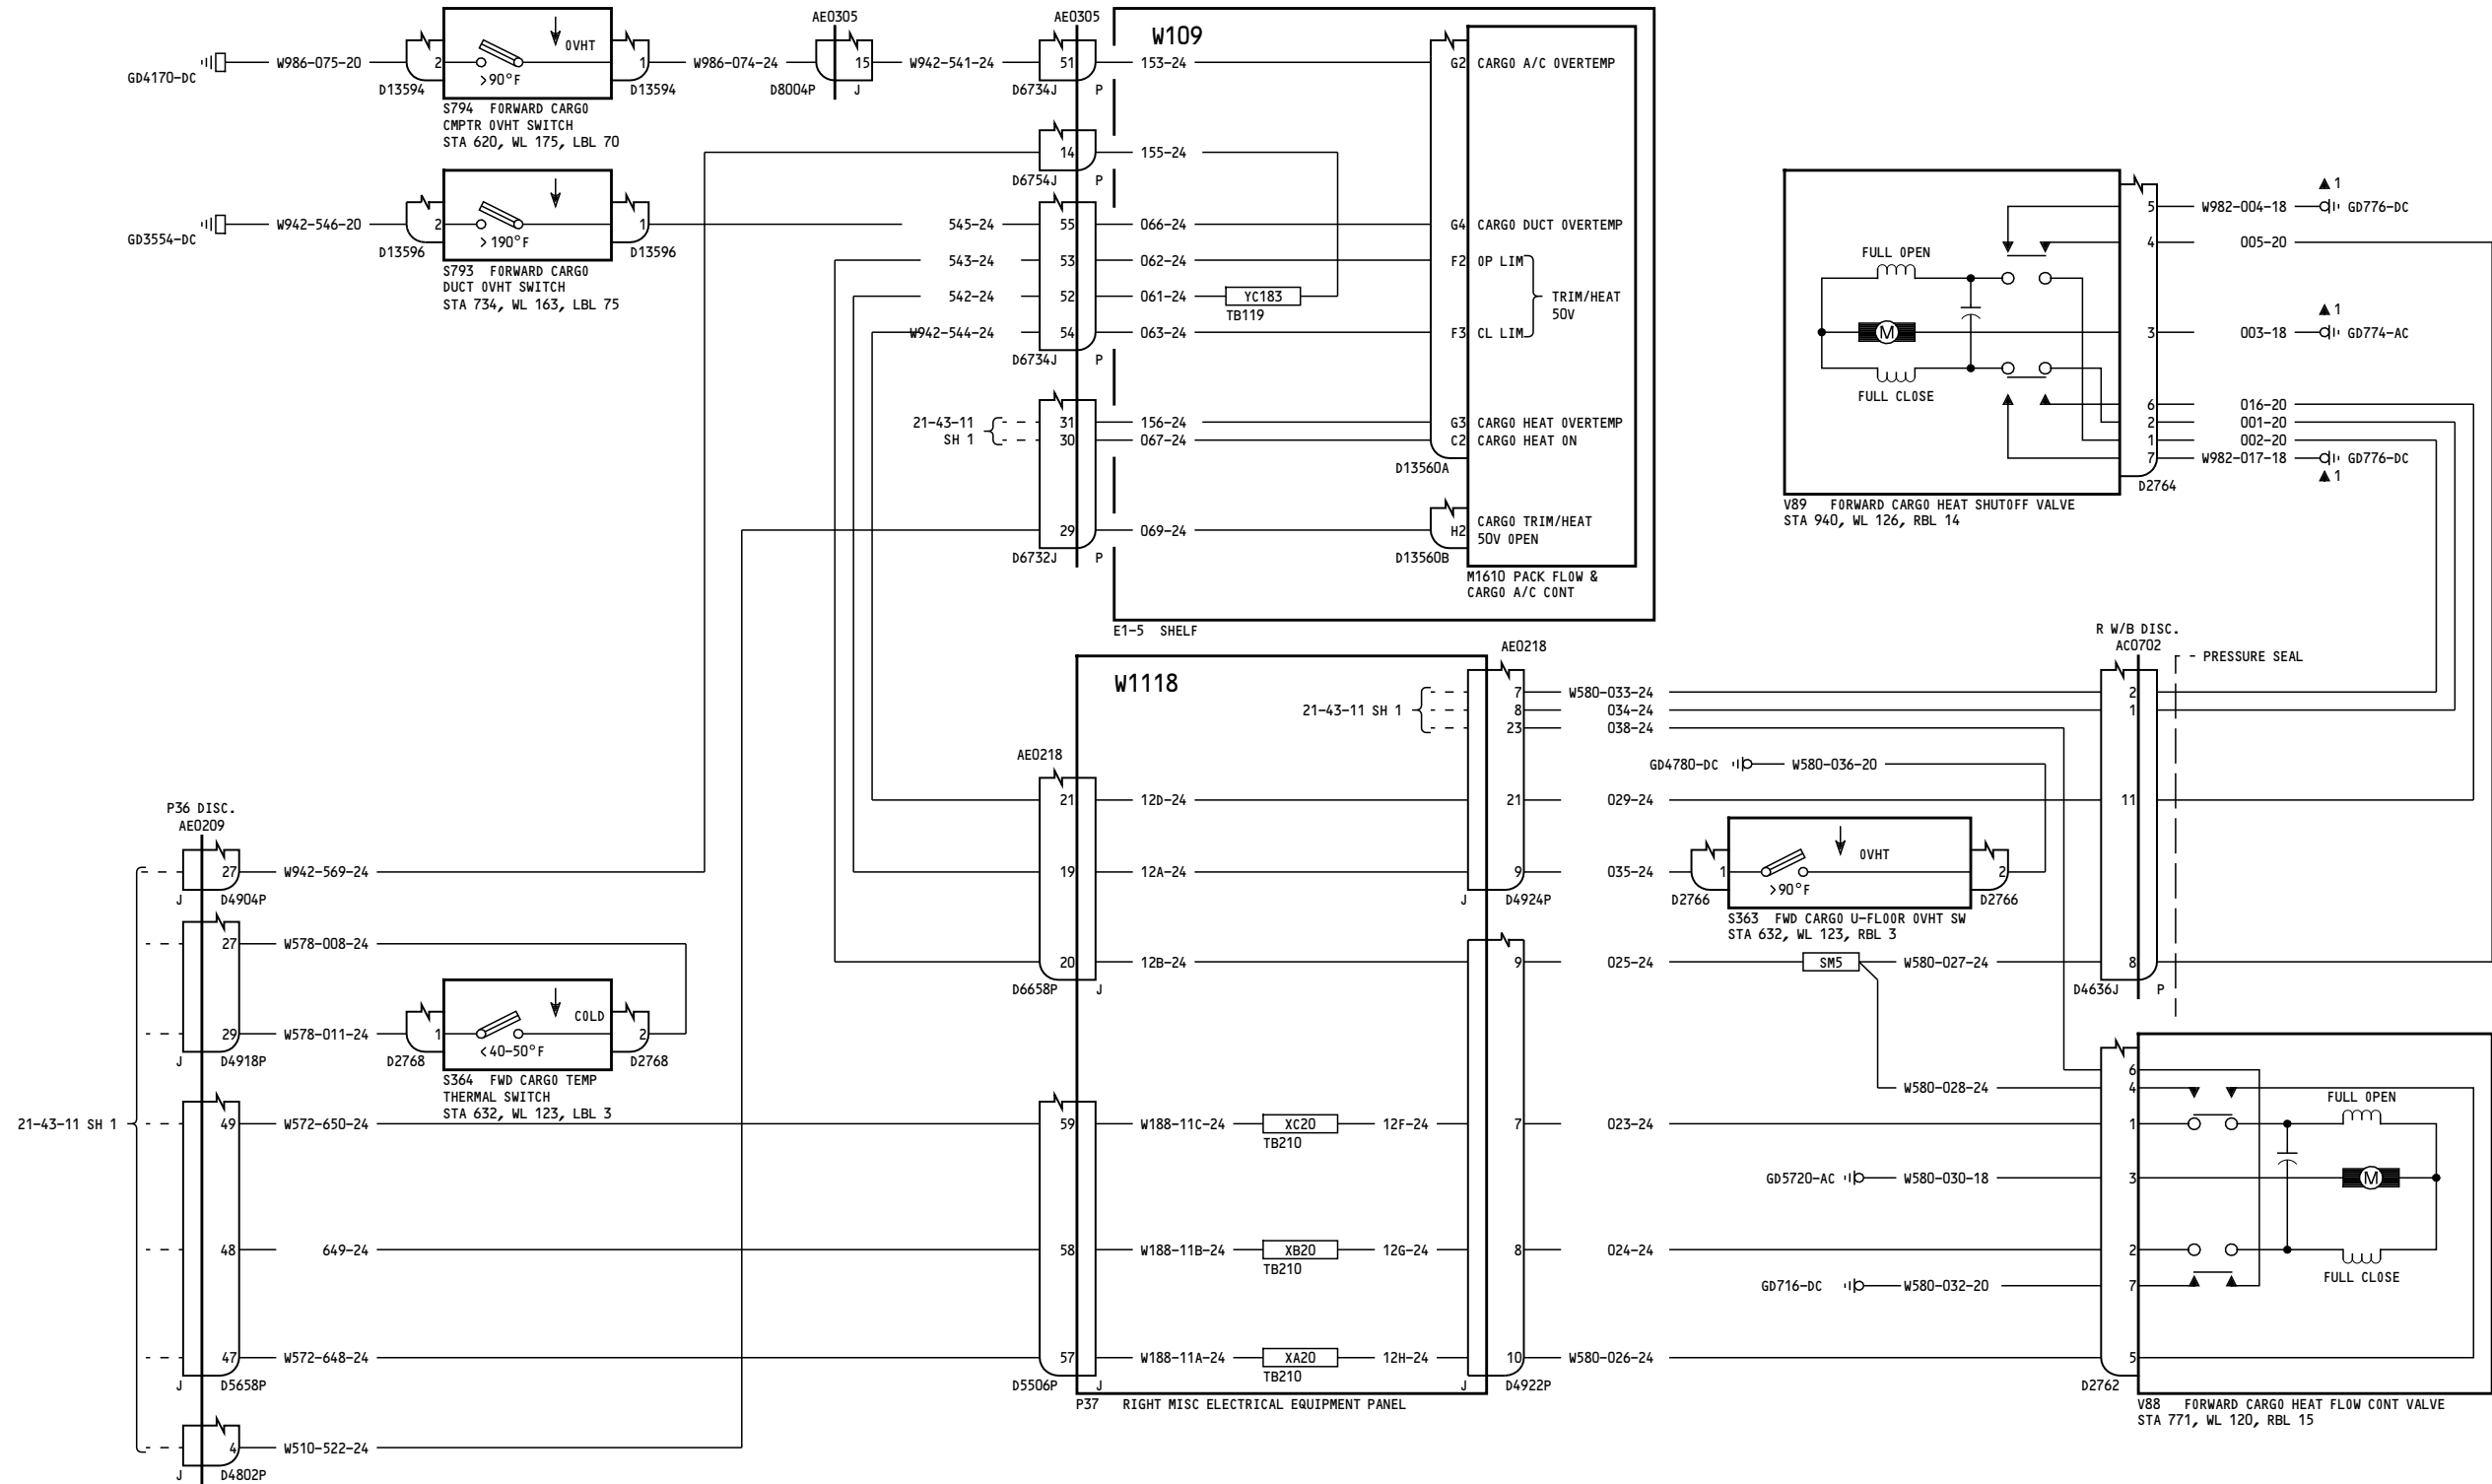 GD4170-DC
W986-075-20
2
D13594
OVHT
>90°F
1
D13594
S794 FORWARD CARGO
CMPTR OVHT SWITCH
STA 620, WL 175, LBL 70
W986-074-24
AE0305
15
D8004P J
W942-541-24
AE0305
51
D6734J P
14
D6754J P
GD3554-DC
W942-546-20
2
D13596
>190°F
1
D13596
S793 FORWARD CARGO
DUCT OVHT SWITCH
STA 734, WL 163, LBL 75
545-24
55
543-24
53
542-24
52
W942-544-24
54
D6734J P
21-43-11
SH 1
31
30
29
D6732J P
W109
153-24
155-24
066-24
062-24
061-24
YC183
TB119
063-24
156-24
067-24
069-24
G2 CARGO A/C OVERTEMP
G4 CARGO DUCT OVERTEMP
F2 OP LIM
TRIM/HEAT
SOV
F3 CL LIM
G3 CARGO HEAT OVERTEMP
C2 CARGO HEAT ON
D13560A
H2
CARGO TRIM/HEAT
SOV OPEN
D13560B
M1610 PACK FLOW &
CARGO A/C CONT
E1-5 SHELF
FULL OPEN
M
FULL CLOSE
5
4
3
6
2
1
7
D2764
V89 FORWARD CARGO HEAT SHUTOFF VALVE
STA 940, WL 126, RBL 14
W982-004-18
▲ 1
GD776-DC
005-20
003-18
▲ 1
GD774-AC
016-20
001-20
002-20
W982-017-18
GD776-DC
▲ 1
R W/B DISC.
AC0702
PRESSURE SEAL
2
1
11
8
D4636J P
W1118
AE0218
21-43-11 SH 1
7
8
23
21
9
J D4924P
W580-033-24
034-24
038-24
GD4780-DC
W580-036-20
029-24
035-24
1
D2766
OVHT
>90°F
2
D2766
S363 FWD CARGO U-FLOOR OVHT SW
STA 632, WL 123, RBL 3
AE0218
21
19
20
D6658P J
12D-24
12A-24
12B-24
9
025-24
SM5
W580-027-24
W580-028-24
P36 DISC.
AE0209
27
J D4904P
W942-569-24
27
W578-008-24
29
J D4918P
W578-011-24
1
D2768
COLD
<40-50°F
2
D2768
S364 FWD CARGO TEMP
THERMAL SWITCH
STA 632, WL 123, LBL 3
21-43-11 SH 1
49
W572-650-24
48
649-24
47
W572-648-24
J D5658P
4
W510-522-24
J D4802P
59
58
57
D5506P J
W188-11C-24
XC20
TB210
12F-24
7
023-24
W188-11B-24
XB20
TB210
12G-24
8
024-24
W188-11A-24
XA20
TB210
12H-24
10
W580-026-24
J D4922P
P37 RIGHT MISC ELECTRICAL EQUIPMENT PANEL
GD5720-AC
W580-030-18
GD716-DC
W580-032-20
6
4
1
3
2
7
5
D2762
FULL OPEN
M
FULL CLOSE
V88 FORWARD CARGO HEAT FLOW CONT VALVE
STA 771, WL 120, RBL 15